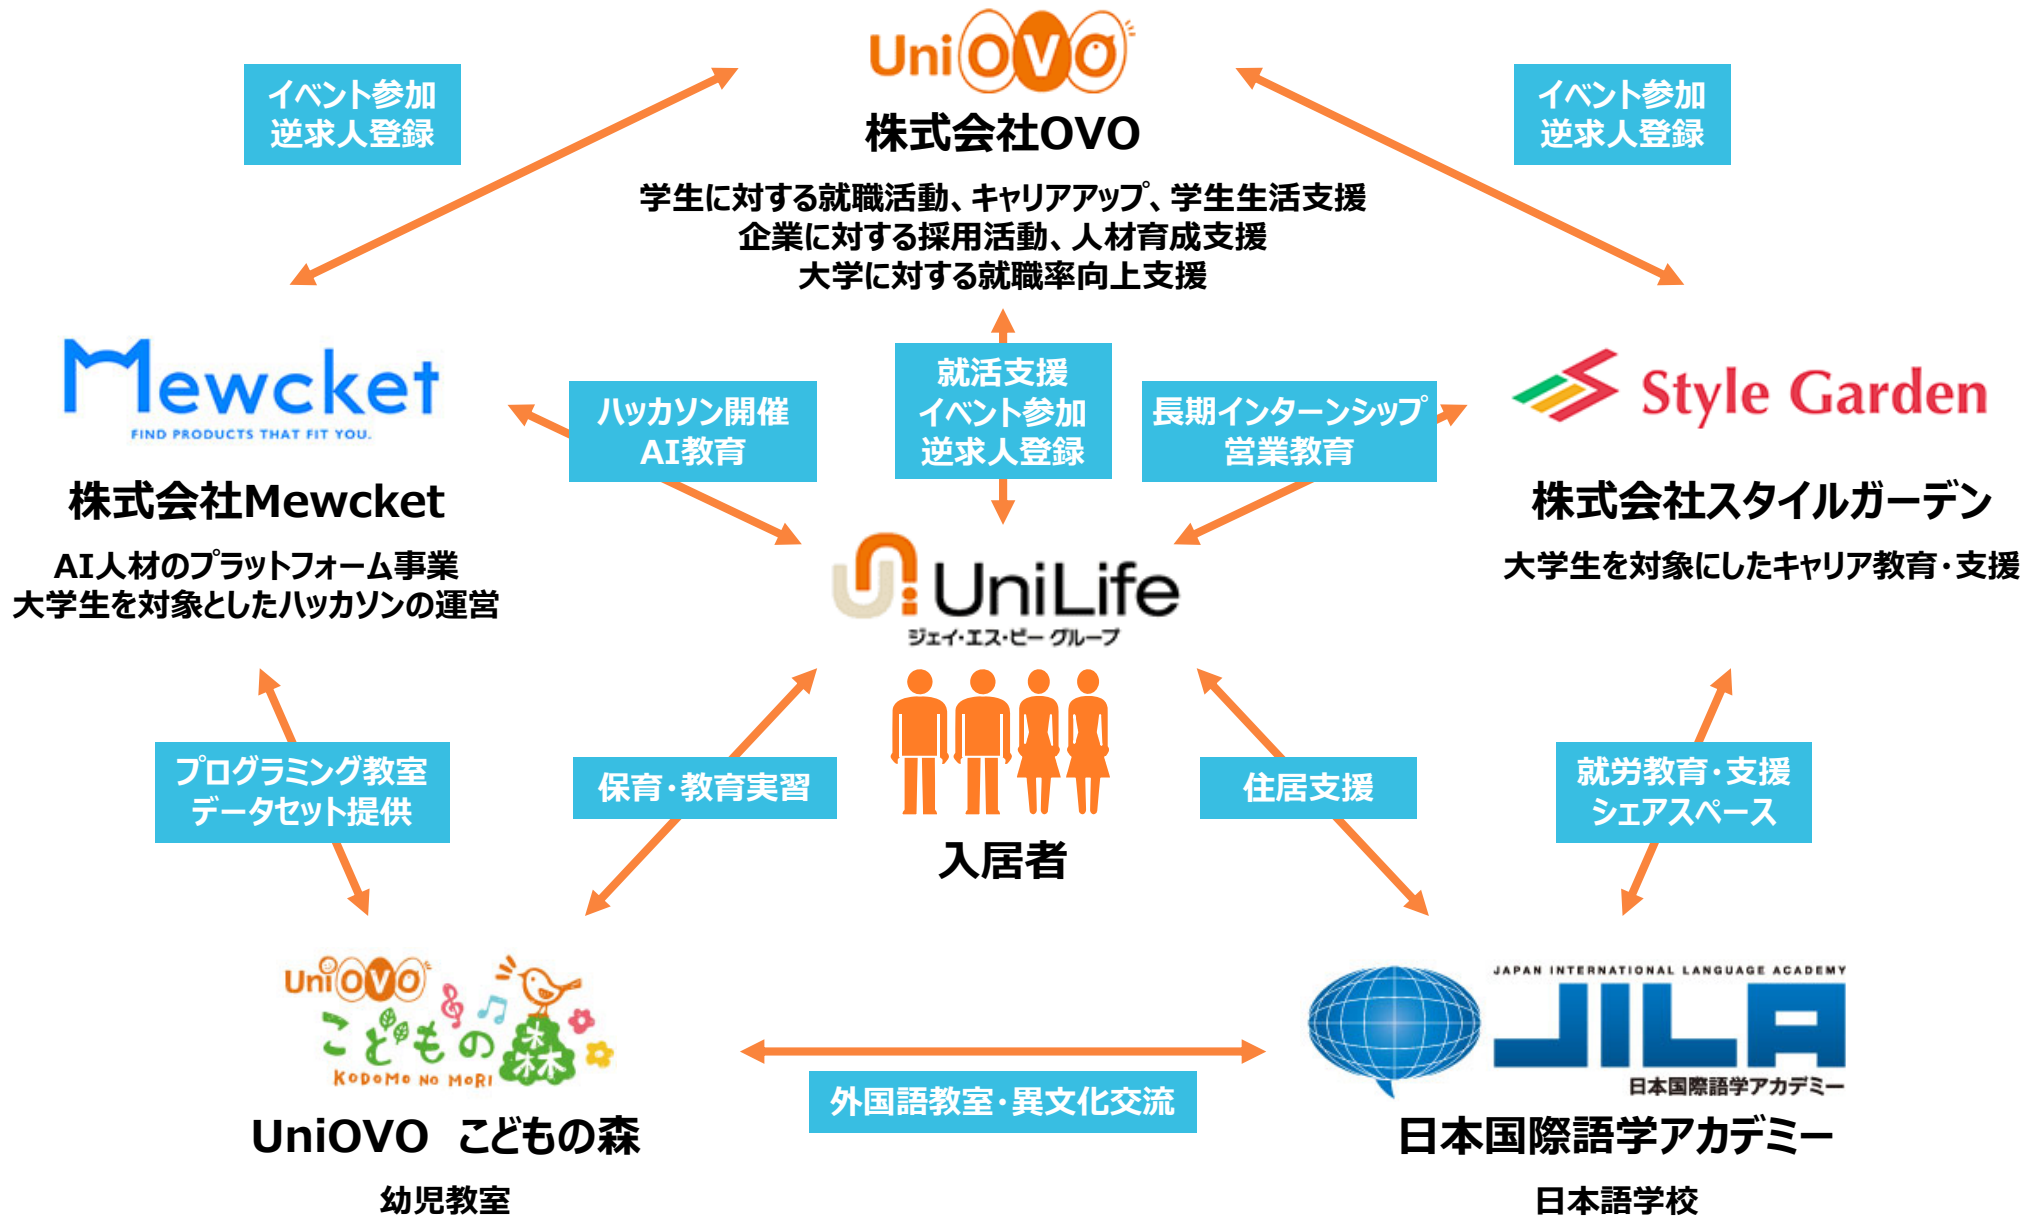 UniOVO
株式会社OVO
イベント参加
逆求人登録
イベント参加
逆求人登録
学生に対する就職活動、キャリアアップ、学生生活支援
企業に対する採用活動、人材育成支援
大学に対する就職率向上支援
Mewcket
FIND PRODUCTS THAT FIT YOU.
株式会社Mewcket
AI人材のプラットフォーム事業
大学生を対象としたハッカソンの運営
ハッカソン開催
AI教育
就活支援
イベント参加
逆求人登録
長期インターンシップ
営業教育
Style Garden
株式会社スタイルガーデン
大学生を対象にしたキャリア教育・支援
UniLife
ジェイ・エス・ビー グループ
入居者
プログラミング教室
データセット提供
保育・教育実習
住居支援
就労教育・支援
シェアスペース
UniOVO
こどもの森
KODOMO NO MORI
UniOVO こどもの森
幼児教室
外国語教室・異文化交流
JAPAN INTERNATIONAL LANGUAGE ACADEMY
JILA
日本国際語学アカデミー
日本国際語学アカデミー
日本語学校